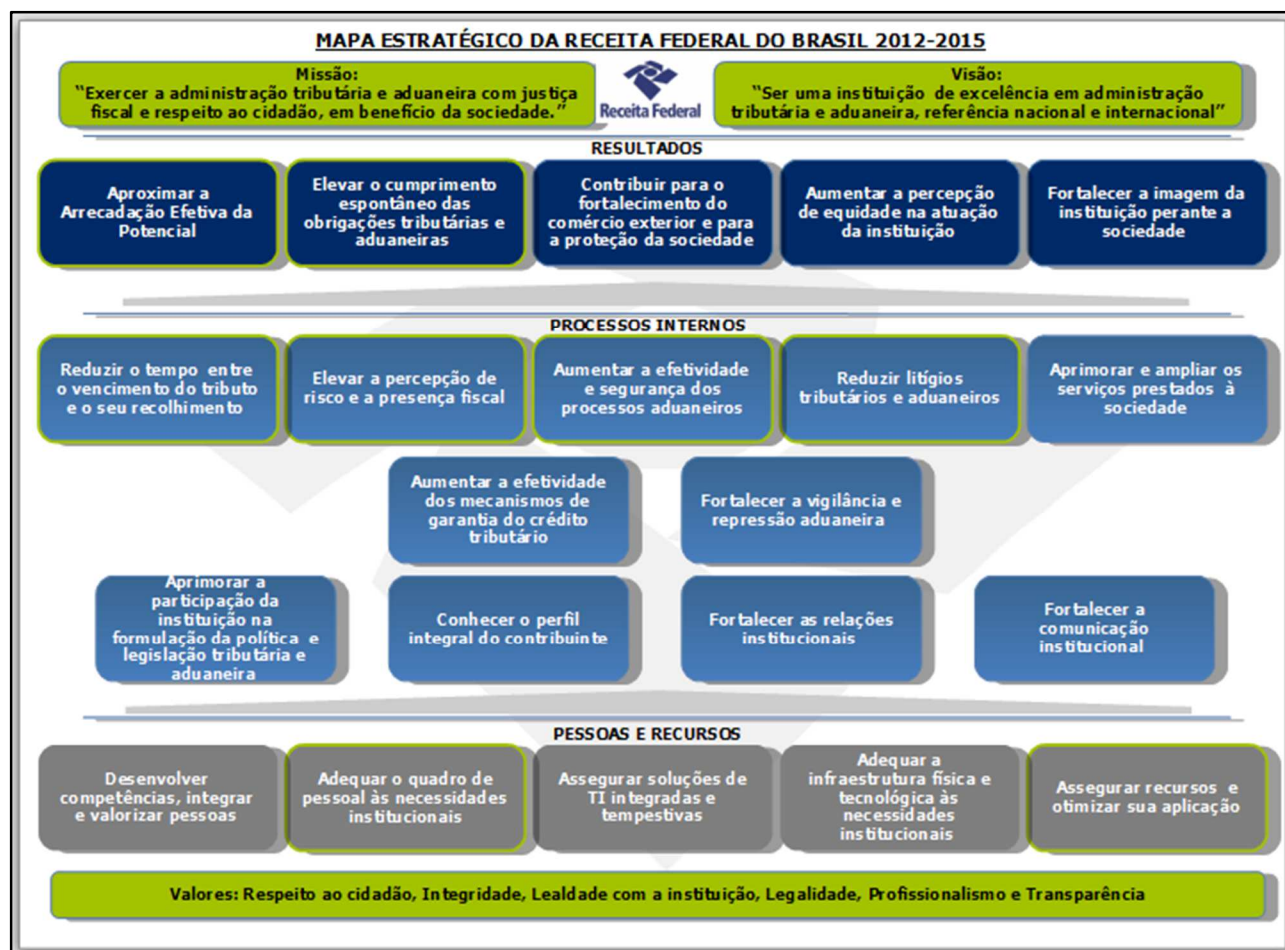 MAPA ESTRATÉGICO DA RECEITA FEDERAL DO BRASIL 2012-2015
Missão:
“Exercer a administração tributária e aduaneira com justiça
fiscal e respeito ao cidadão, em benefício da sociedade.”
Receita Federal
Visão:
“Ser uma instituição de excelência em administração
tributária e aduaneira, referência nacional e internacional”
RESULTADOS
Aproximar a
Arrecadação Efetiva da
Potencial
Elevar o cumprimento
espontâneo das
obrigações tributárias e
aduaneiras
Contribuir para o
fortalecimento do
comércio exterior e para
a proteção da sociedade
Aumentar a percepção
de equidade na atuação
da instituição
Fortalecer a imagem da
instituição perante a
sociedade
PROCESSOS INTERNOS
Reduzir o tempo entre
o vencimento do tributo
e o seu recolhimento
Elevar a percepção de
risco e a presença fiscal
Aumentar a efetividade
e segurança dos
processos aduaneiros
Reduzir litígios
tributários e aduaneiros
Aprimorar e ampliar os
serviços prestados à
sociedade
Aumentar a efetividade
dos mecanismos de
garantia do crédito
tributário
Fortalecer a vigilância e
repressão aduaneira
Aprimorar a
participação da
instituição na
formulação da política e
legislação tributária e
aduaneira
Conhecer o perfil
integral do contribuinte
Fortalecer as relações
institucionais
Fortalecer a
comunicação
institucional
PESSOAS E RECURSOS
Desenvolver
competências, integrar
e valorizar pessoas
Adequar o quadro de
pessoal às necessidades
institucionais
Assegurar soluções de
TI integradas e
tempestivas
Adequar a
infraestrutura física e
tecnológica às
necessidades
institucionais
Assegurar recursos e
otimizar sua aplicação
Valores: Respeito ao cidadão, Integridade, Lealdade com a instituição, Legalidade, Profissionalismo e Transparência